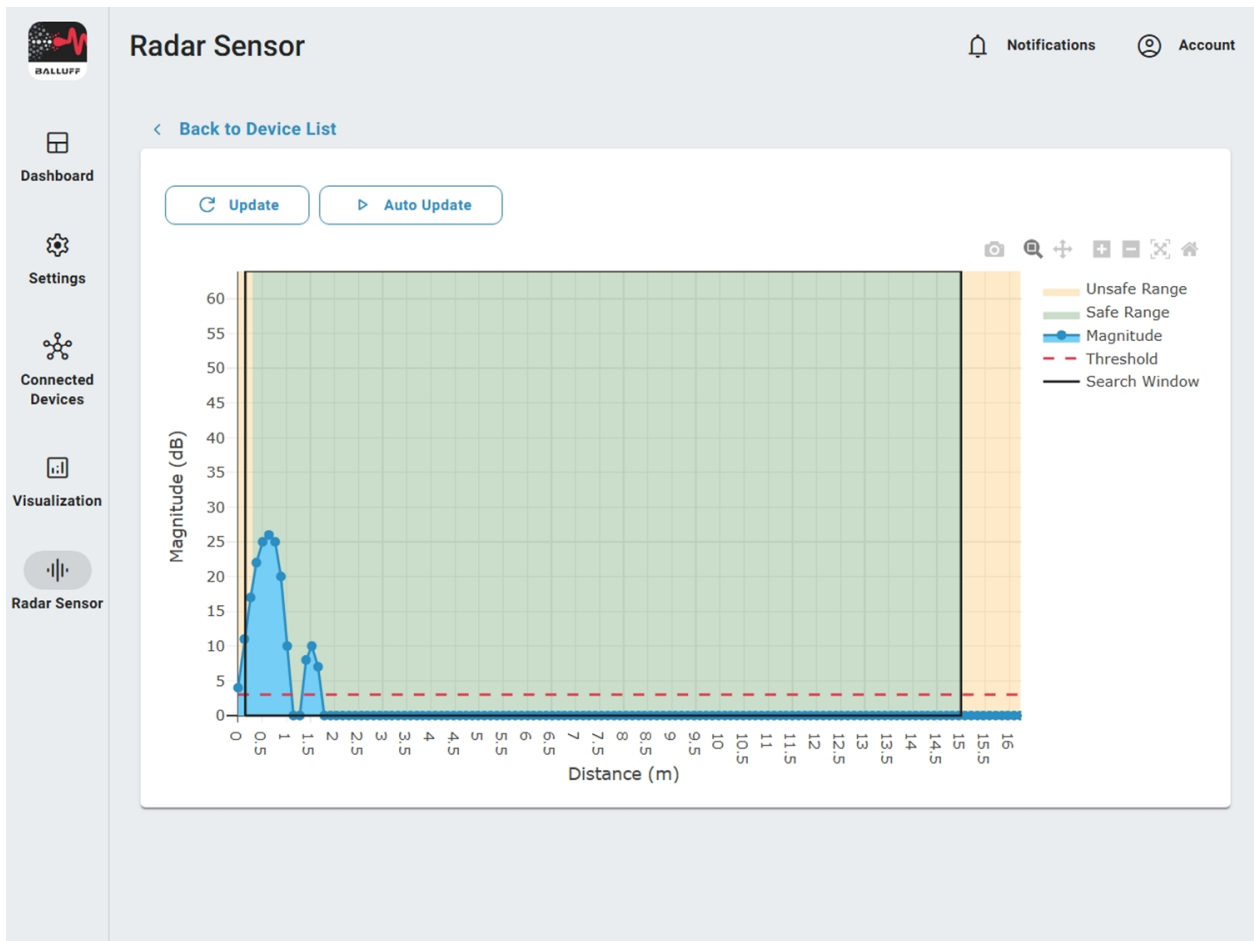 BALLUFF
Radar Sensor
Notifications
Account
Dashboard
Settings
Connected
Devices
Visualization
Radar Sensor
Back to Device List
Update
Auto Update
Unsafe Range
Safe Range
Magnitude
Threshold
Search Window
Magnitude (dB)
60
55
50
45
40
35
30
25
20
15
10
5
0
0
0.5
1
1.5
2
2.5
3
3.5
4
4.5
5
5.5
6
6.5
7
7.5
8
8.5
9
9.5
10
10.5
11
11.5
12
12.5
13
13.5
14
14.5
15
15.5
16
Distance (m)